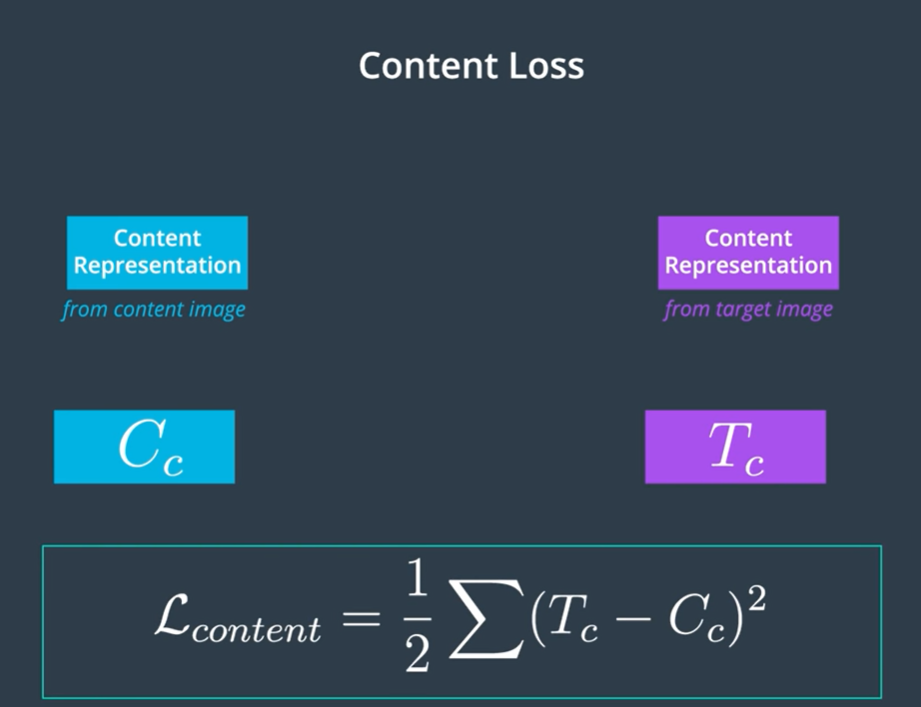 Content Loss
Content
Representation
from content image
Content
Representation
from target image
C_c
T_c
\mathcal{L}_{content} = \frac{1}{2} \sum (T_c - C_c)^2